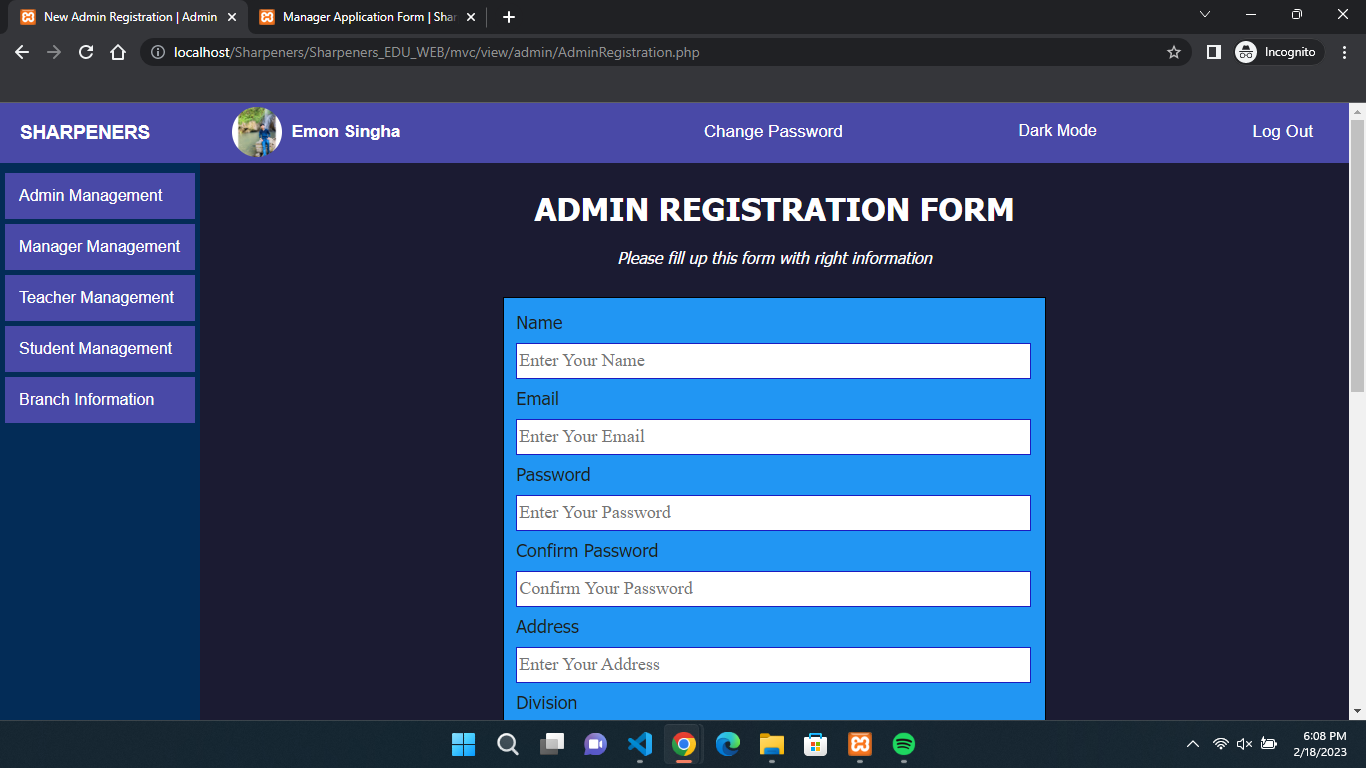 New Admin Registration | Admin
Manager Application Form | Shar
localhost/Sharpeners/Sharpeners_EDU_WEB/mvc/view/admin/AdminRegistration.php
Incognito
SHARPENERS
Emon Singha
Change Password
Dark Mode
Log Out
Admin Management
Manager Management
Teacher Management
Student Management
Branch Information
ADMIN REGISTRATION FORM
Please fill up this form with right information
Name
Enter Your Name
Email
Enter Your Email
Password
Enter Your Password
Confirm Password
Confirm Your Password
Address
Enter Your Address
Division
6:08 PM
2/18/2023